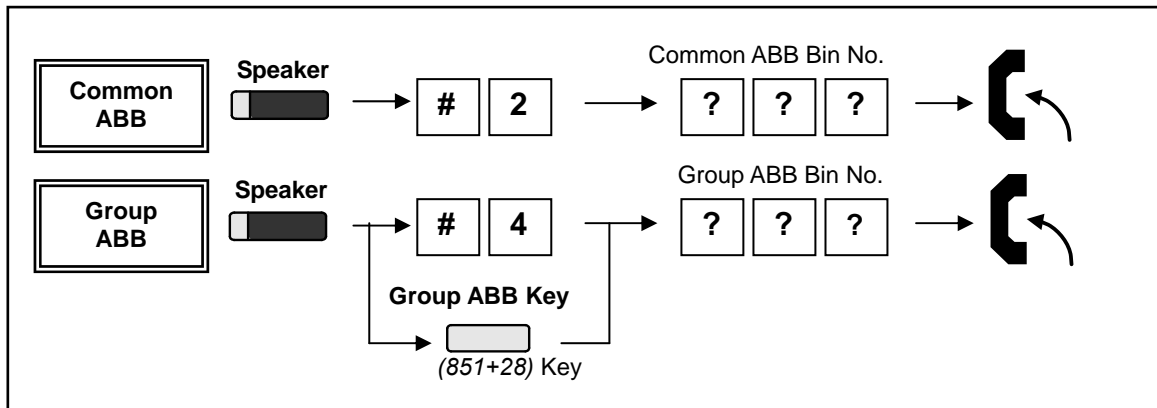 Common
ABB
Speaker
# 2
Common ABB Bin No.
? ? ?
Group
ABB
Speaker
# 4
Group ABB Bin No.
? ? ?
Group ABB Key
(851+28) Key